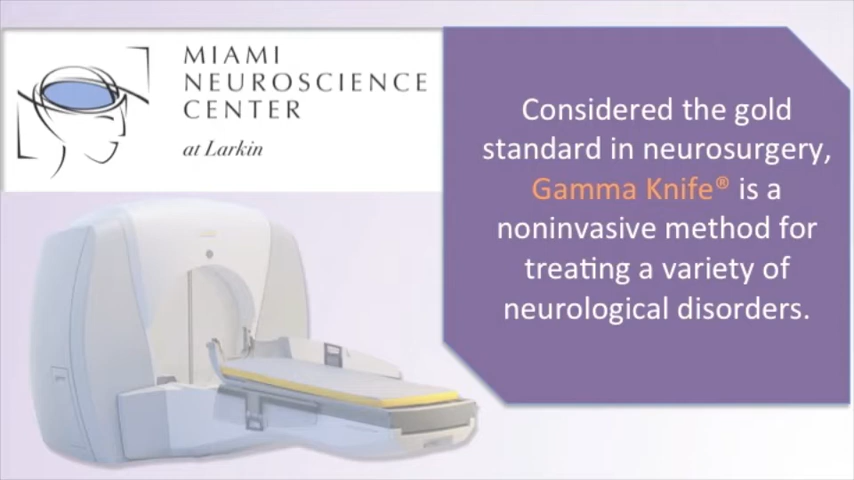 MIAMI
NEUROSCIENCE
CENTER
at Larkin
Considered the gold
standard in neurosurgery,
Gamma Knife® is a
noninvasive method for
treating a variety of
neurological disorders.